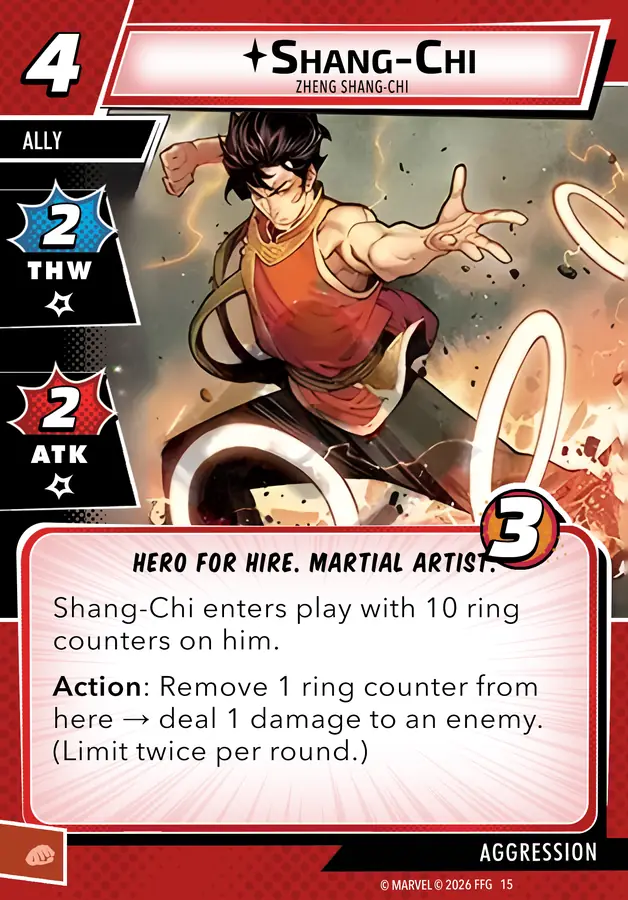 4
Shang-Chi
ZHENG SHANG-CHI
ALLY
2
THW
2
ATK
3
HERO FOR HIRE. MARTIAL ARTIST.
Shang-Chi enters play with 10 ring
counters on him.
Action: Remove 1 ring counter from
here → deal 1 damage to an enemy.
(Limit twice per round.)
AGGRESSION
© MARVEL © 2026 FFG 15